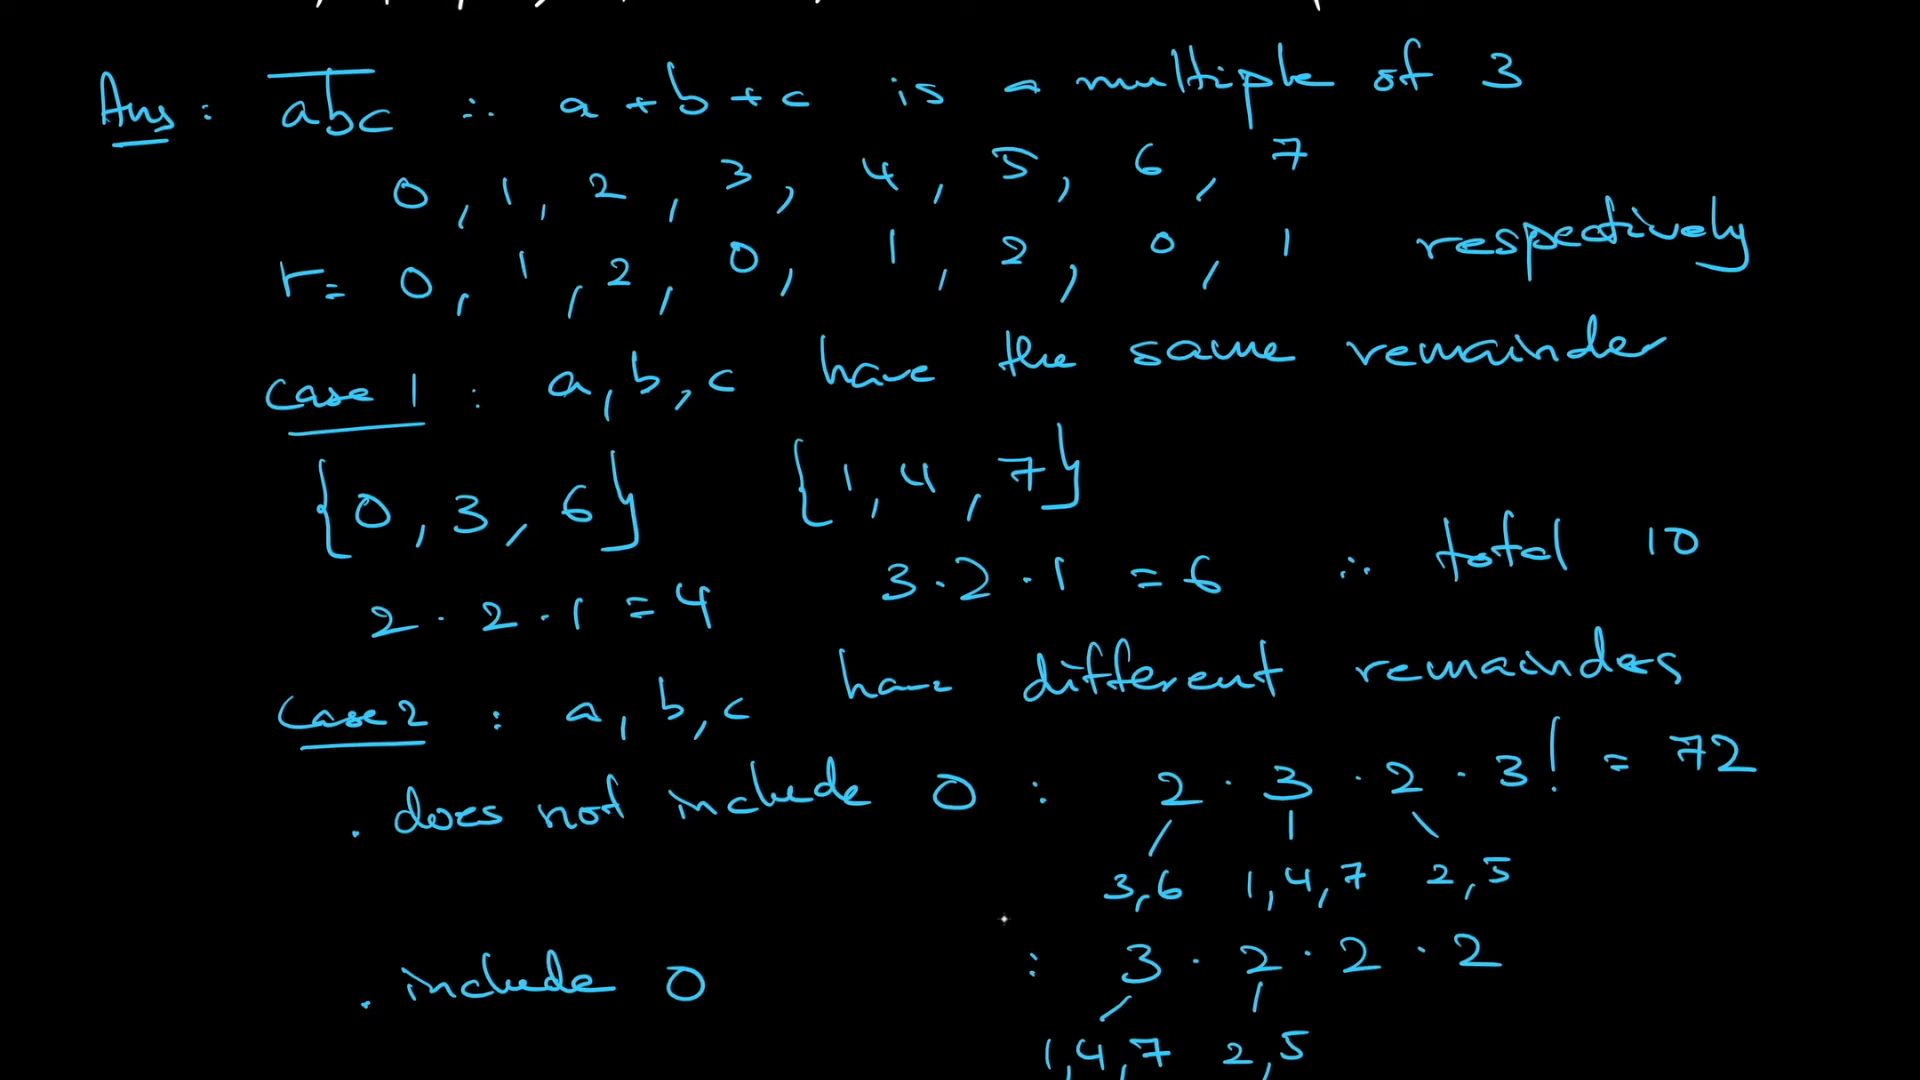 Ans : abc ∴ a + b + c is a multiple of 3
0 , 1 , 2 , 3 , 4 , 5 , 6 , 7
r = 0 , 1 , 2 , 0 , 1 , 2 , 0 , 1 respectively
Case 1 : a, b, c have the same remainder
{0, 3, 6} {1, 4, 7}
2 · 2 · 1 = 4 3 · 2 · 1 = 6 ∴ total 10
Case 2 : a, b, c have different remainders
. does not include 0 : 2 · 3 · 2 · 3! = 72
3,6 1,4,7 2,5
. include 0 : 3 · 2 · 2 · 2
1,4,7 2,5